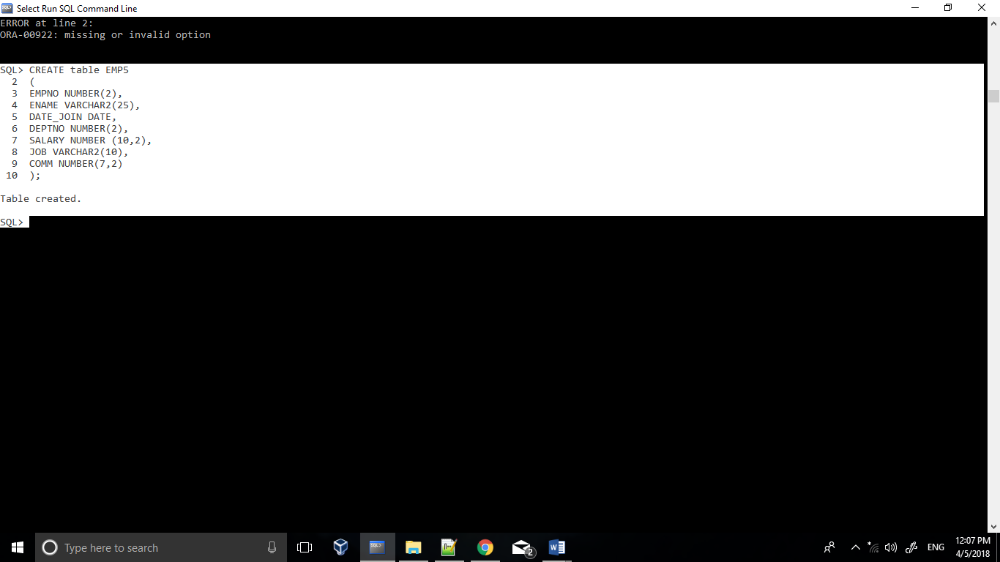 Select Run SQL Command Line
ERROR at line 2:
ORA-00922: missing or invalid option
SQL> CREATE table EMP5
2 (
3 EMPNO NUMBER(2),
4 ENAME VARCHAR2(25),
5 DATE_JOIN DATE,
6 DEPTNO NUMBER(2),
7 SALARY NUMBER (10,2),
8 JOB VARCHAR2(10),
9 COMM NUMBER(7,2)
10 );
Table created.
SQL>
Type here to search
2
ENG
12:07 PM
4/5/2018